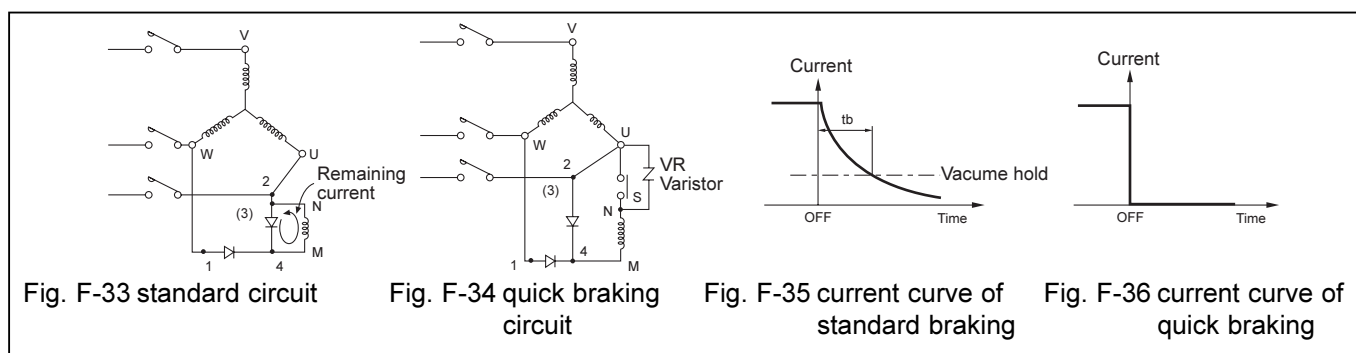 V
W
U
2
Remaining
current
(3)
N
1
4
M
Fig. F-33 standard circuit
V
W
U
2
VR
Varistor
(3)
S
N
1
4
M
Fig. F-34 quick braking
circuit
Current
tb
Vacume hold
OFF
Time
Fig. F-35 current curve of
standard braking
Current
OFF
Time
Fig. F-36 current curve of
quick braking